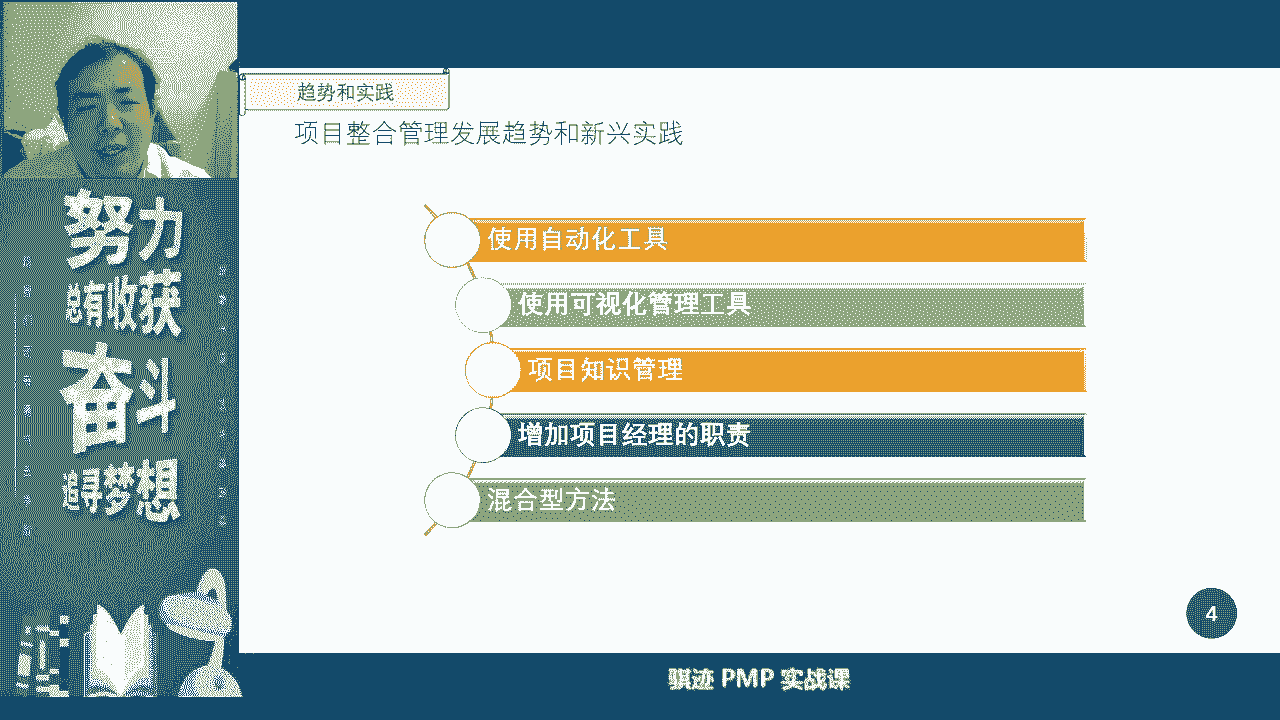 趋势和实践
项目整合管理发展趋势和新兴实践
使用自动化工具
使用可视化管理工具
项目知识管理
增加项目经理的职责
混合型方法
努力
总有收获
奋斗
追寻梦想
4
骐迹 PMP 实战课